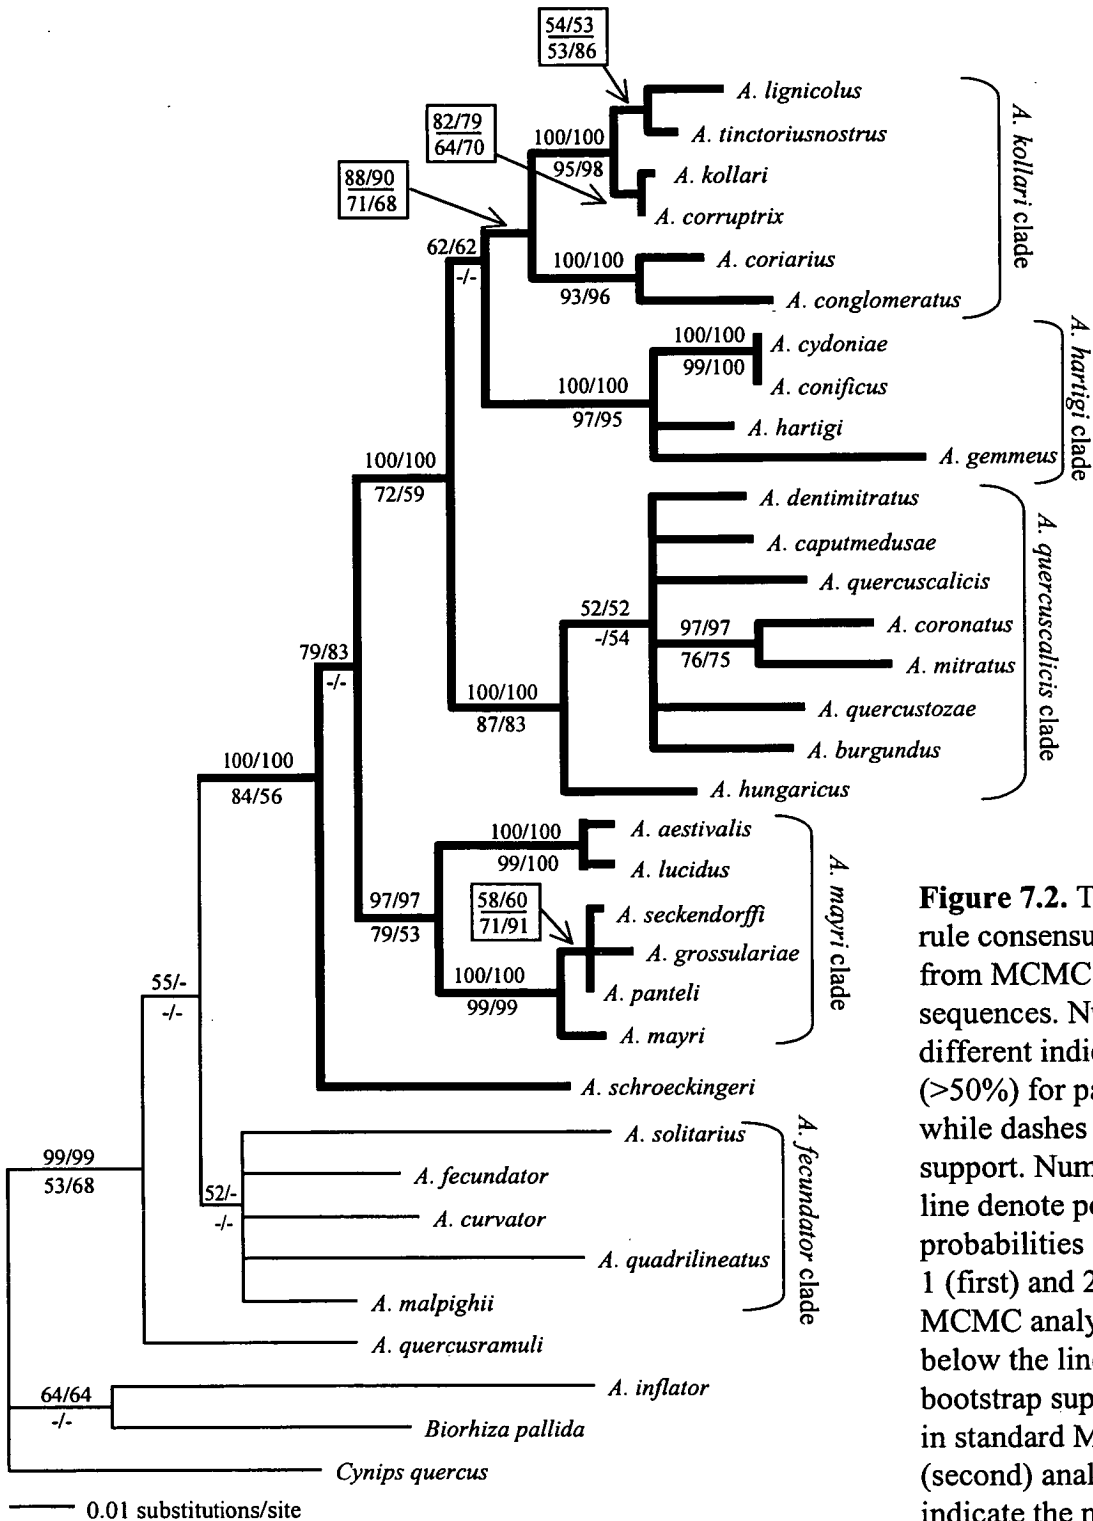 54/53
53/86
A. lignicolus
82/79
64/70
A. tinctoriusnostrus
100/100
95/98
A. kollari
88/90
71/68
A. corruptrix
A. kollari clade
62/62
-/-
A. coriarius
100/100
93/96
A. conglomeratus
100/100
99/100
A. cydoniae
A. conificus
100/100
97/95
A. hartigi
A. gemmeus
A. hartigi clade
100/100
72/59
A. dentimitratus
A. caputmedusae
A. quercuscalicis
52/52
-/54
97/97
76/75
A. coronatus
A. mitratus
79/83
-/-
100/100
87/83
A. quercustozae
A. burgundus
A. hungaricus
A. quercuscalicis clade
100/100
84/56
A. aestivalis
100/100
99/100
A. lucidus
97/97
79/53
58/60
71/91
A. seckendorffi
A. grossulariae
100/100
99/99
A. panteli
A. mayri
A. mayri clade
55/-
-/-
A. schroeckingeri
A. solitarius
99/99
53/68
A. fecundator
52/-
-/-
A. curvator
A. quadrilineatus
A. malpighii
A. fecundator clade
A. quercusramuli
A. inflator
64/64
-/-
Biorhiza pallida
Cynips quercus
0.01 substitutions/site
Figure 7.2. T
rule consensu
from MCMC
sequences. Nu
different indic
(>50%) for pa
while dashes
support. Num
line denote po
probabilities
1 (first) and 2
MCMC analy
below the line
bootstrap sup
in standard M
(second) anal
indicate the n